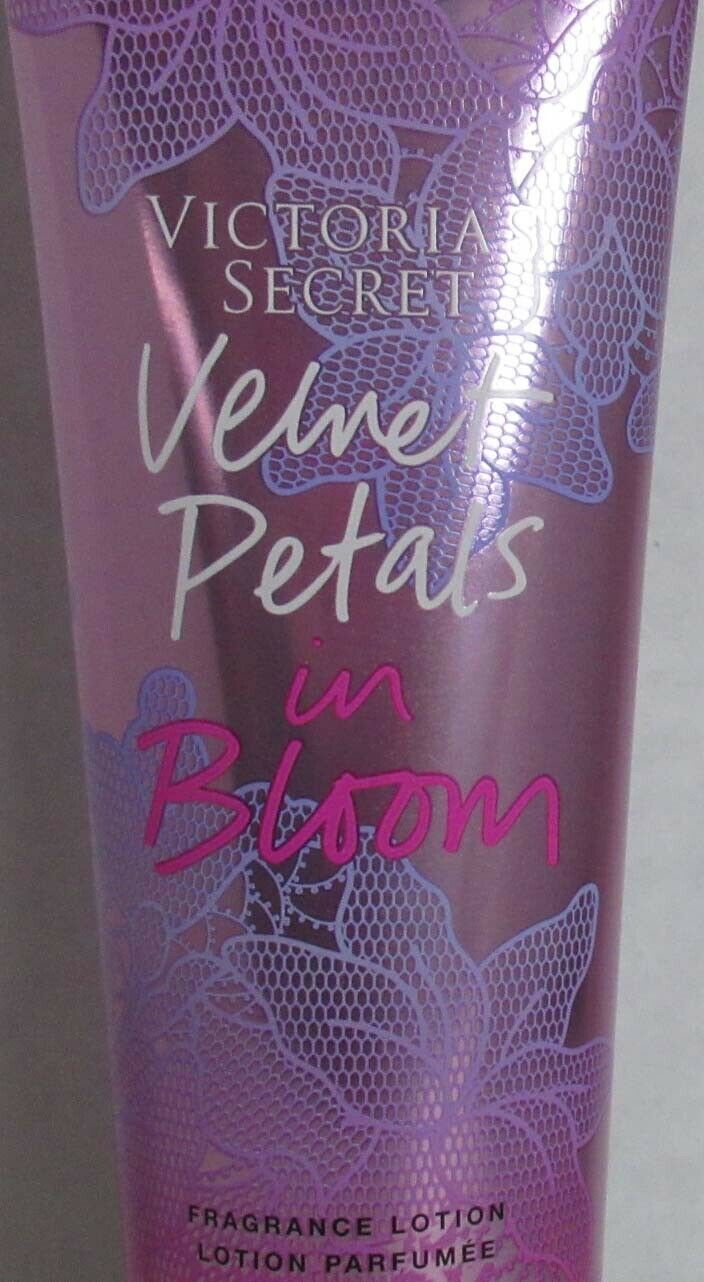 VICTORIA'S
SECRET
Velvet
Petals
in
Bloom
FRAGRANCE LOTION
LOTION PARFUMÉE